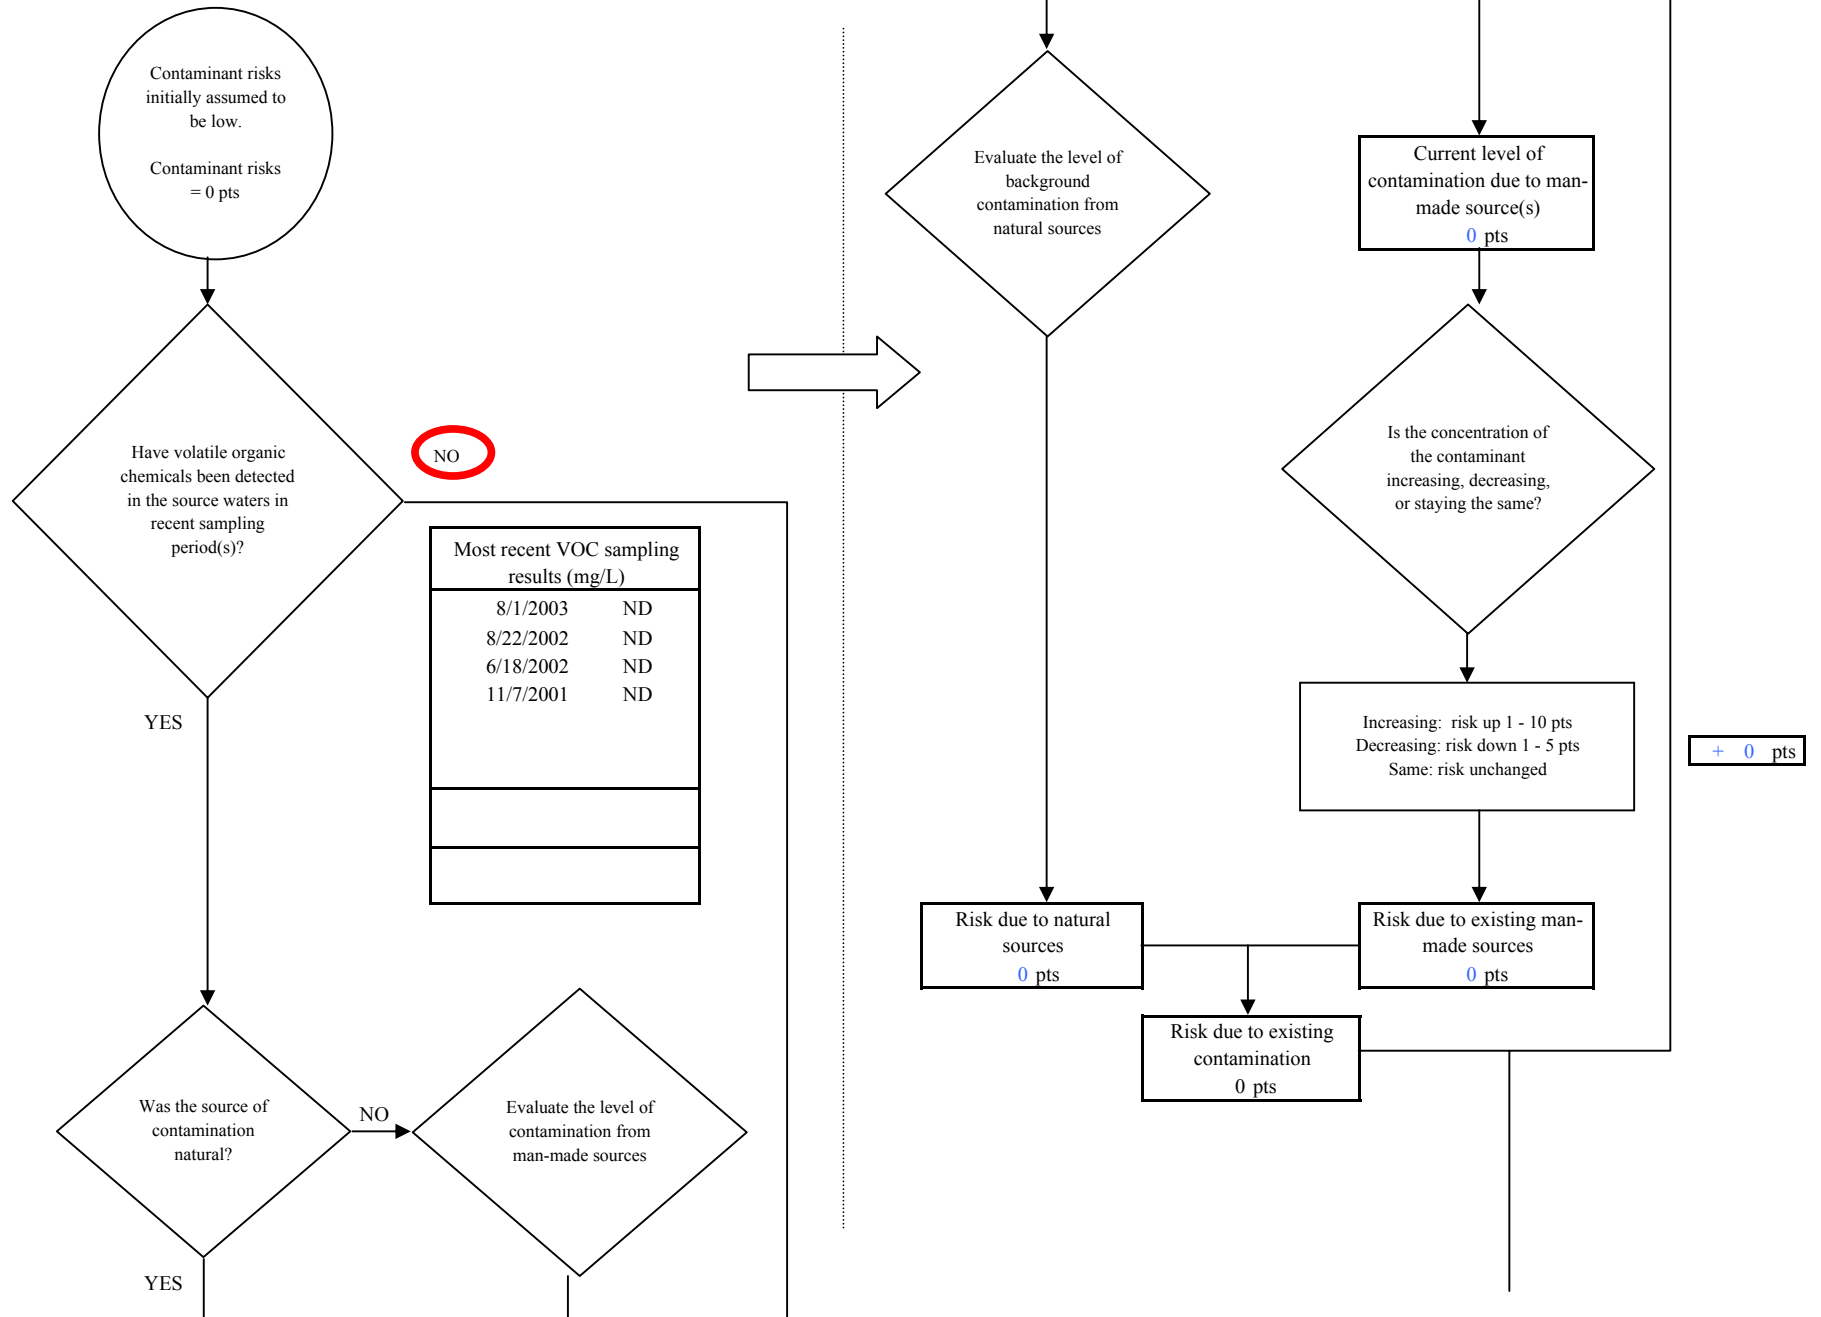 Contaminant risks
initially assumed to
be low.
Contaminant risks
= 0 pts
Have volatile organic
chemicals been detected
in the source waters in
recent sampling
period(s)?
NO
Most recent VOC sampling
results (mg/L)
8/1/2003 ND
8/22/2002 ND
6/18/2002 ND
11/7/2001 ND
YES
Was the source of
contamination
natural?
NO
Evaluate the level of
contamination from
man-made sources
YES
Evaluate the level of
background
contamination from
natural sources
Current level of
contamination due to man-
made source(s)
0 pts
Is the concentration of
the contaminant
increasing, decreasing,
or staying the same?
Increasing: risk up 1 - 10 pts
Decreasing: risk down 1 - 5 pts
Same: risk unchanged
+ 0 pts
Risk due to natural
sources
0 pts
Risk due to existing man-
made sources
0 pts
Risk due to existing
contamination
0 pts